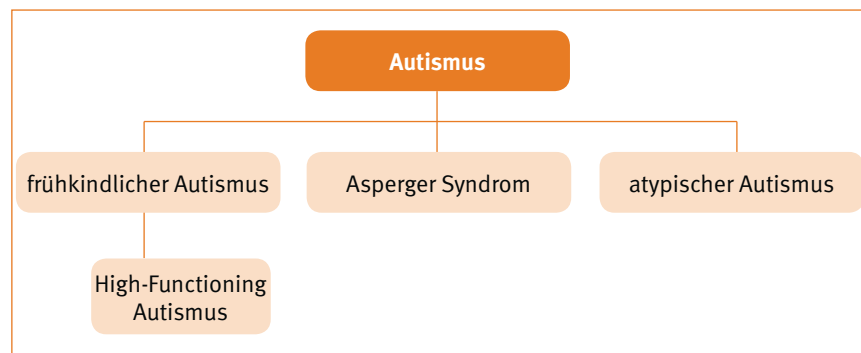 Autismus
frühkindlicher Autismus
Asperger Syndrom
atypischer Autismus
High-Functioning
Autismus